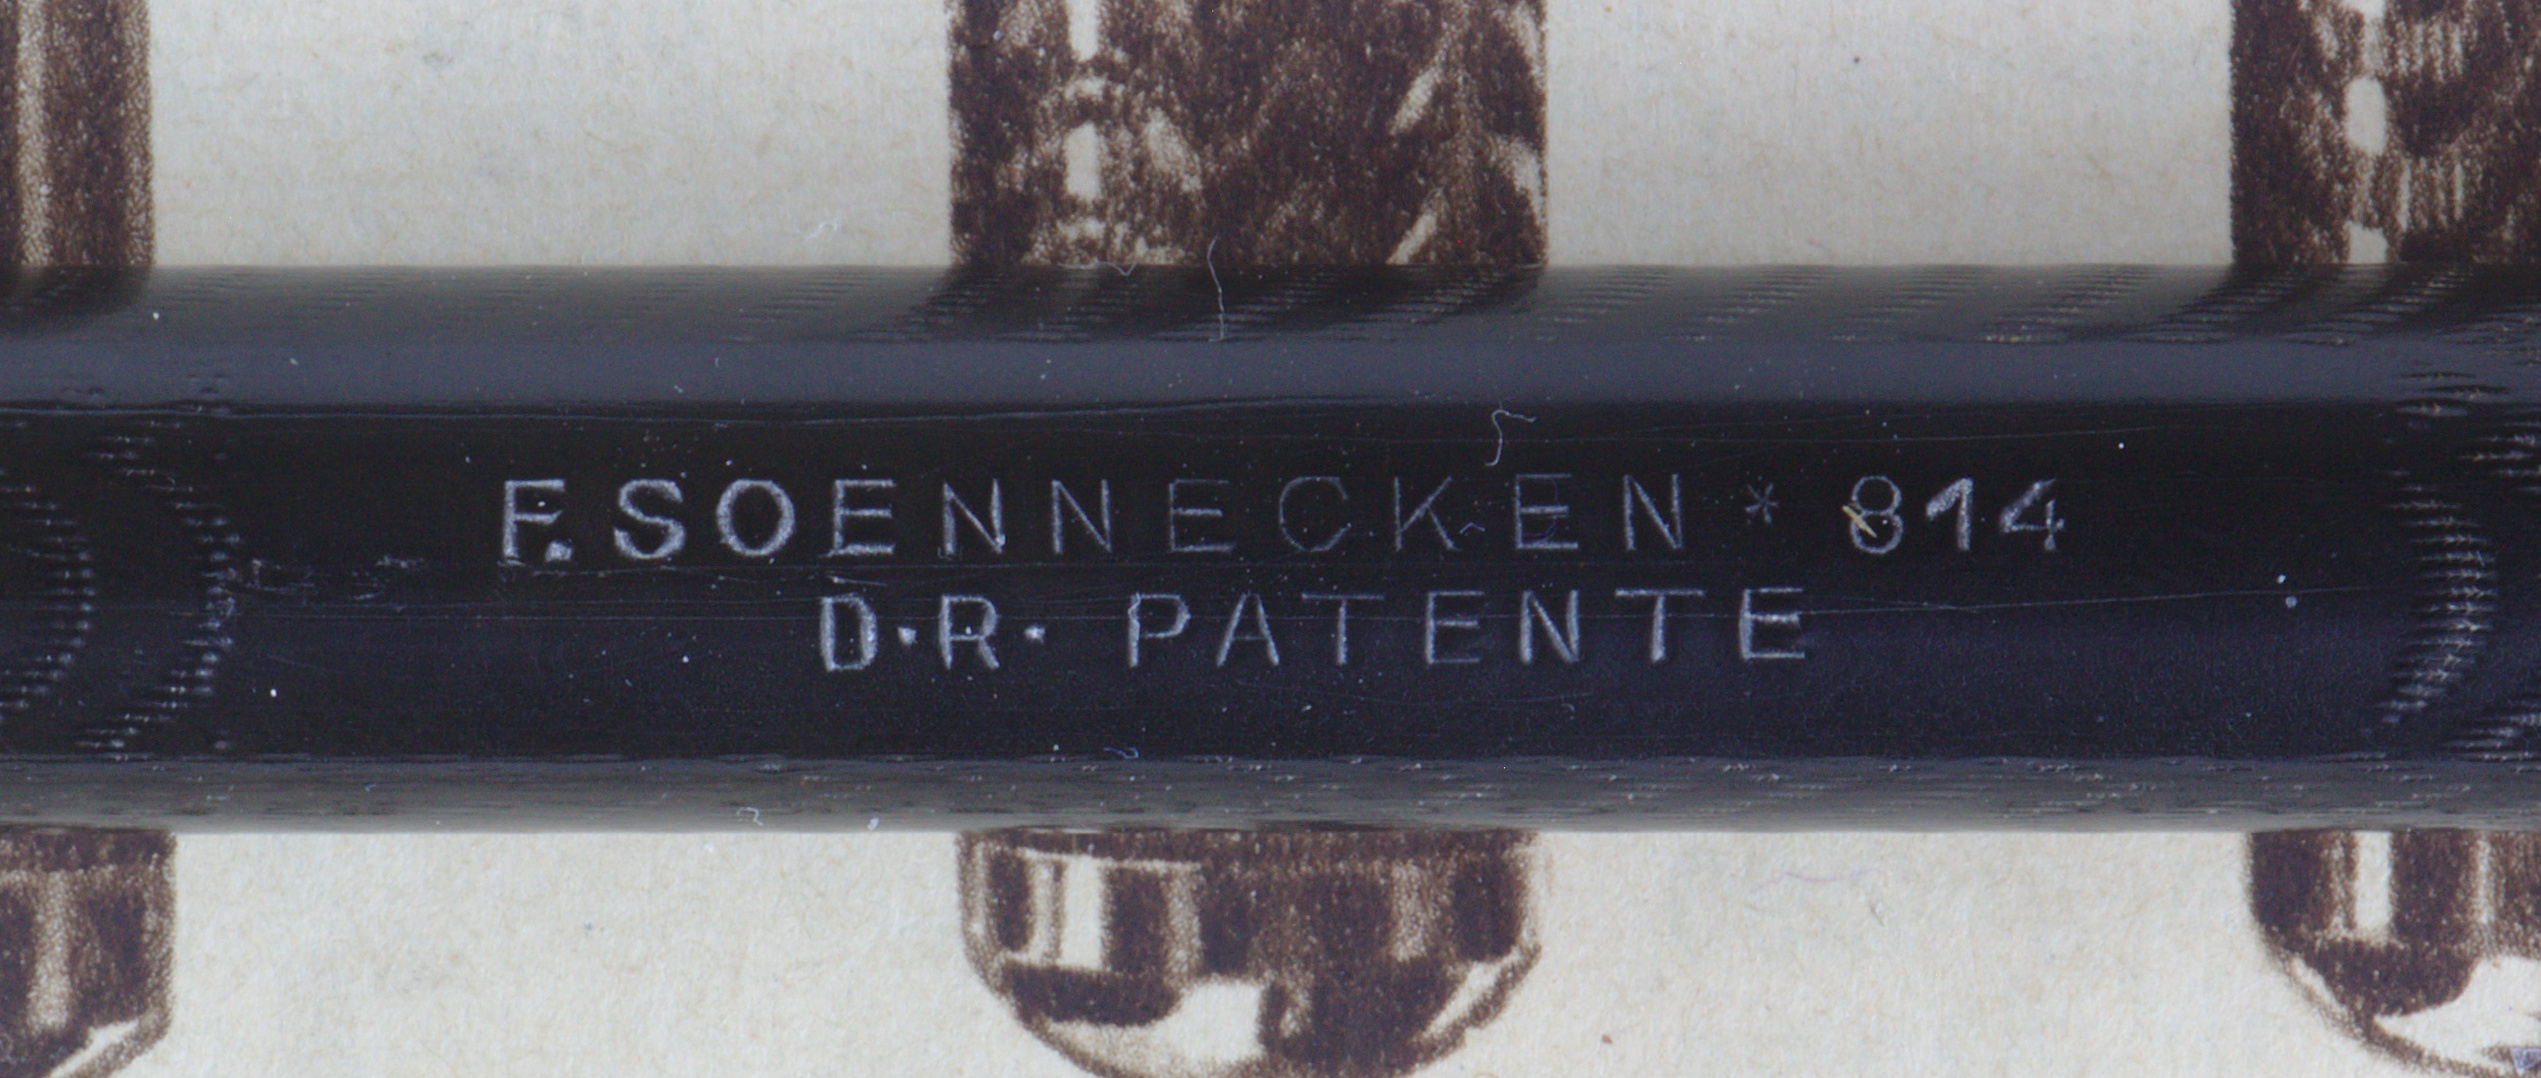 F.SOENNECKEN * 814
D·R· PATENTE